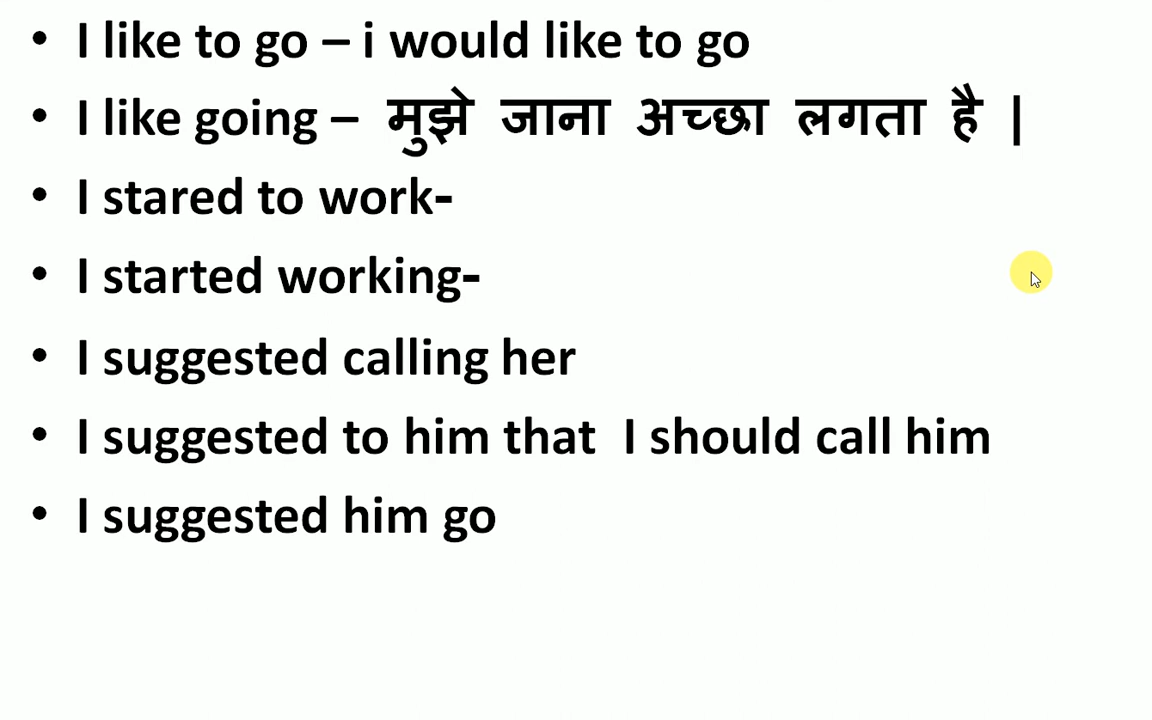 • I like to go – i would like to go
• I like going – मुझे जाना अच्छा लगता है |
• I stared to work-
• I started working-
• I suggested calling her
• I suggested to him that I should call him
• I suggested him go